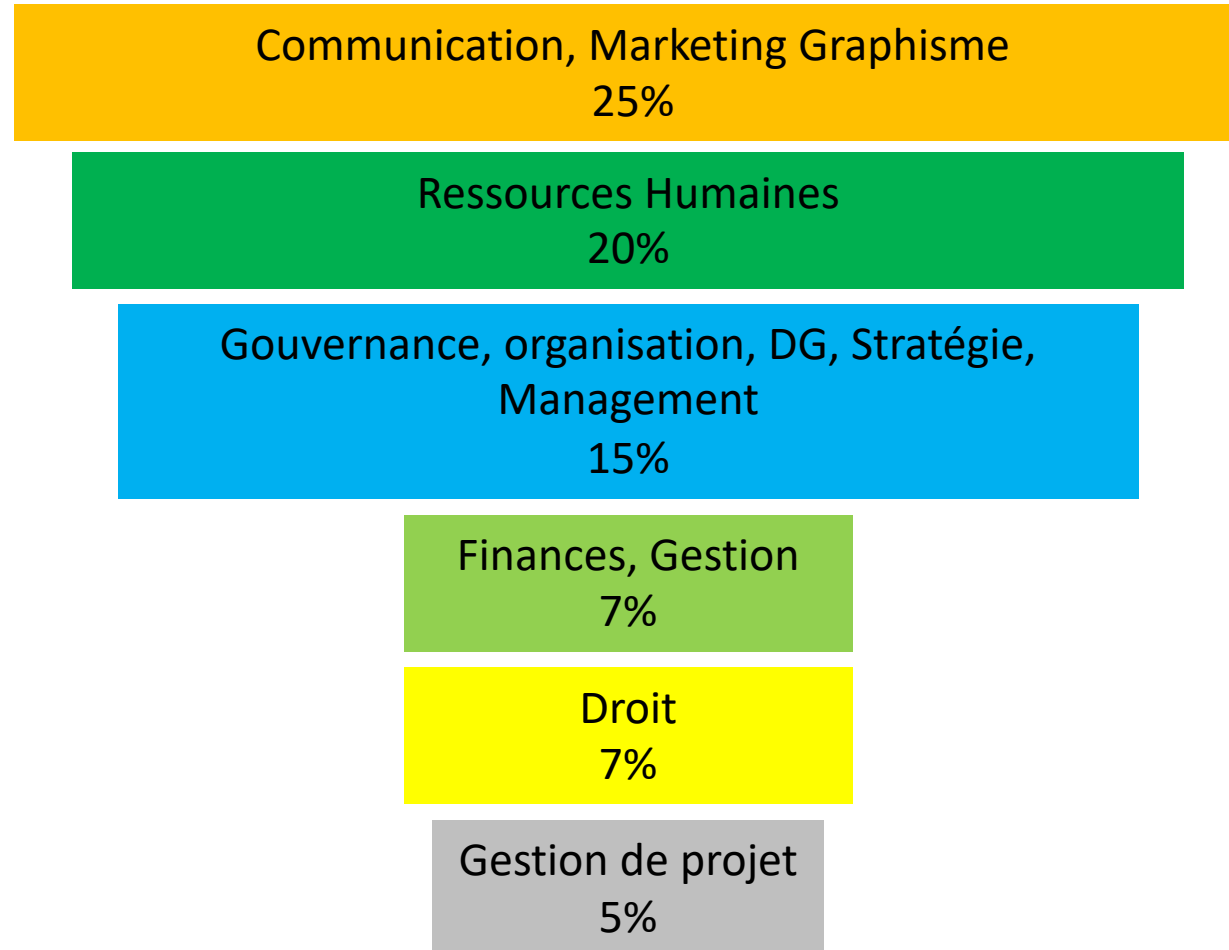 Communication, Marketing Graphisme
25%
Ressources Humaines
20%
Gouvernance, organisation, DG, Stratégie,
Management
15%
Finances, Gestion
7%
Droit
7%
Gestion de projet
5%